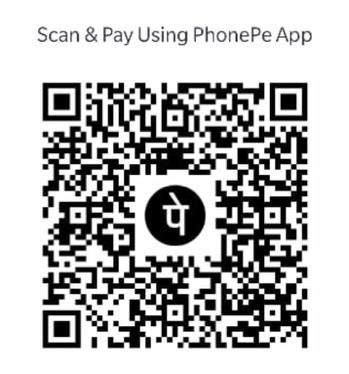 Scan & Pay Using PhonePe App
पे